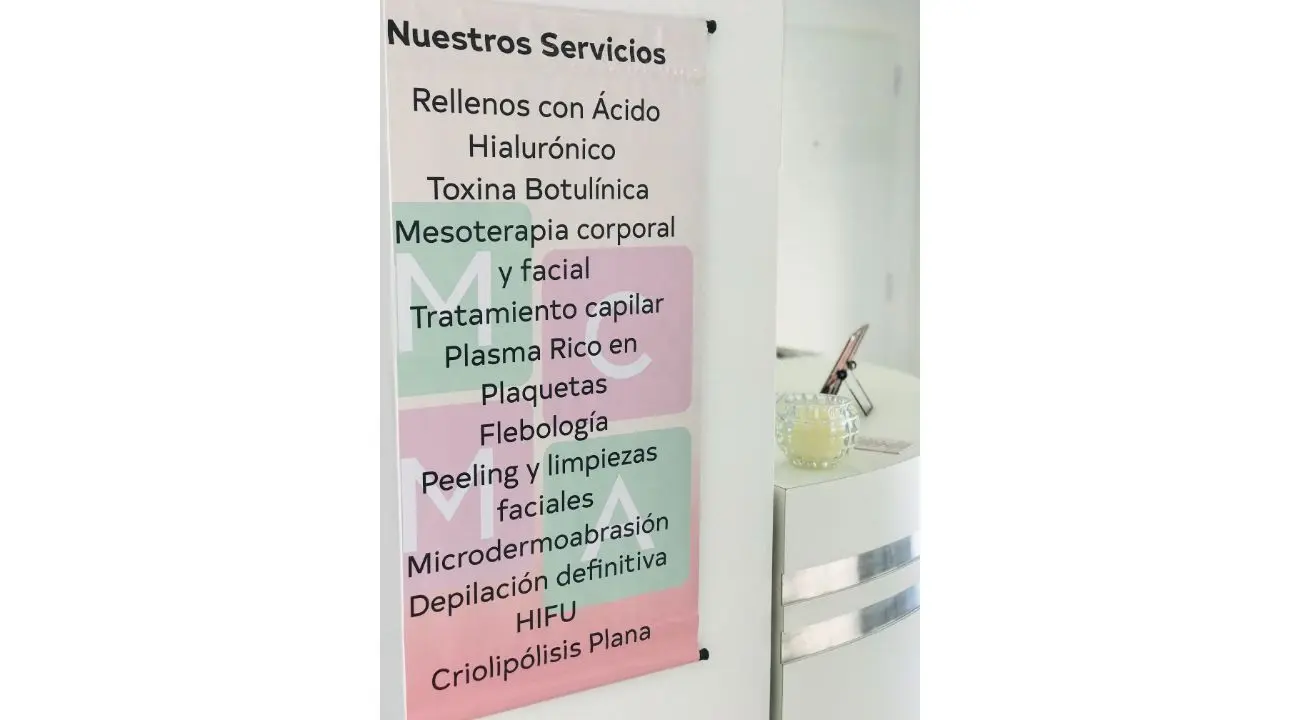 Nuestros Servicios
Rellenos con Ácido
Hialurónico
Toxina Botulínica
Mesoterapia corporal
y facial
Tratamiento capilar
Plasma Rico en
Plaquetas
Flebología
Peeling y limpiezas
faciales
Microdermoabrasión
Depilación definitiva
HIFU
Criolipólisis Plana
M
C
M
A